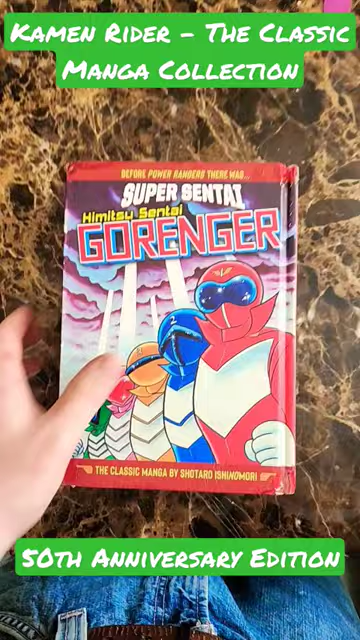 Kamen Rider - The Classic
Manga Collection
BEFORE POWER RANGERS THERE WAS...
SUPER SENTAI
Himitsu Sentai
GORENGER
THE CLASSIC MANGA BY SHOTARO ISHINOMORI
50th Anniversary Edition